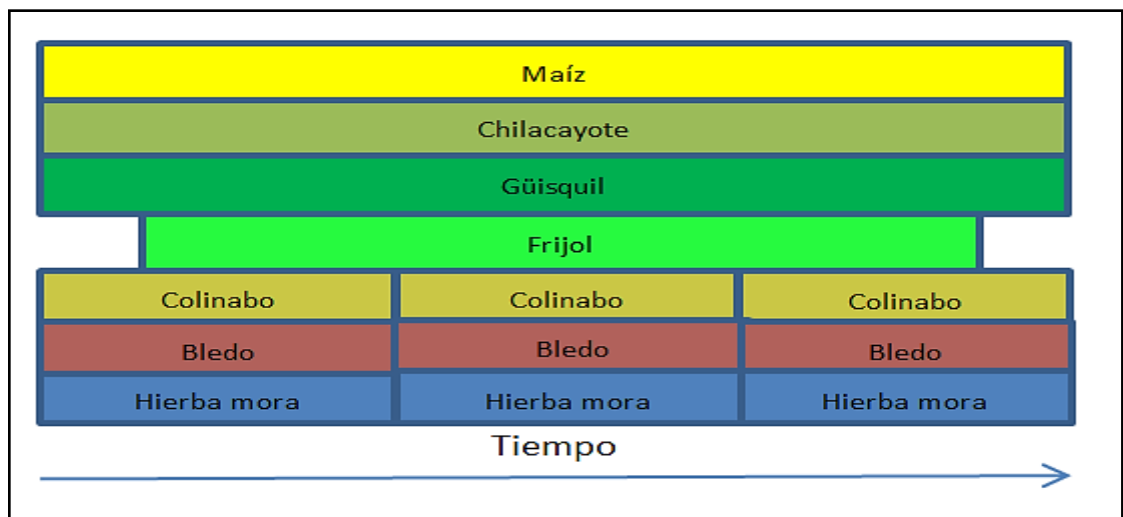 Maíz
Chilacayote
Güisquil
Frijol
Colinabo Colinabo Colinabo
Bledo Bledo Bledo
Hierba mora Hierba mora Hierba mora
Tiempo